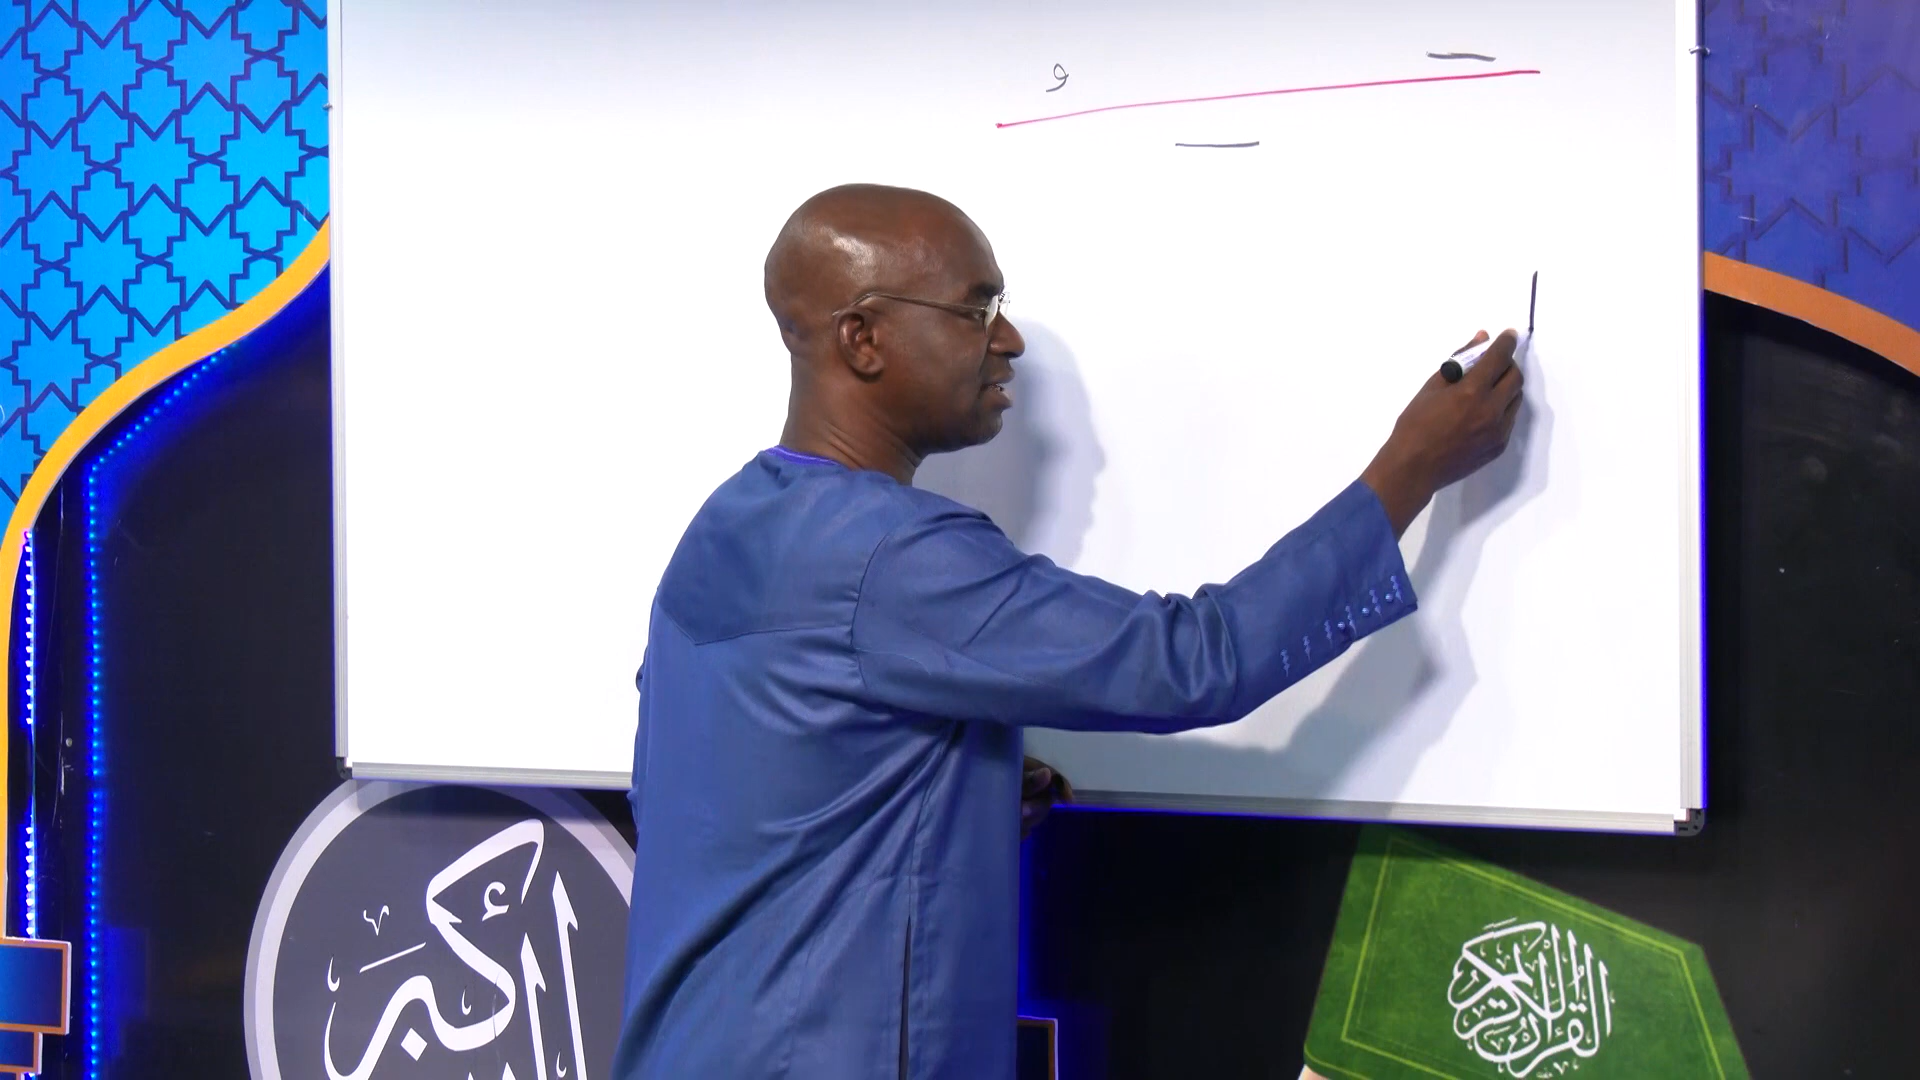 و
أكبر
القرآن الكريم